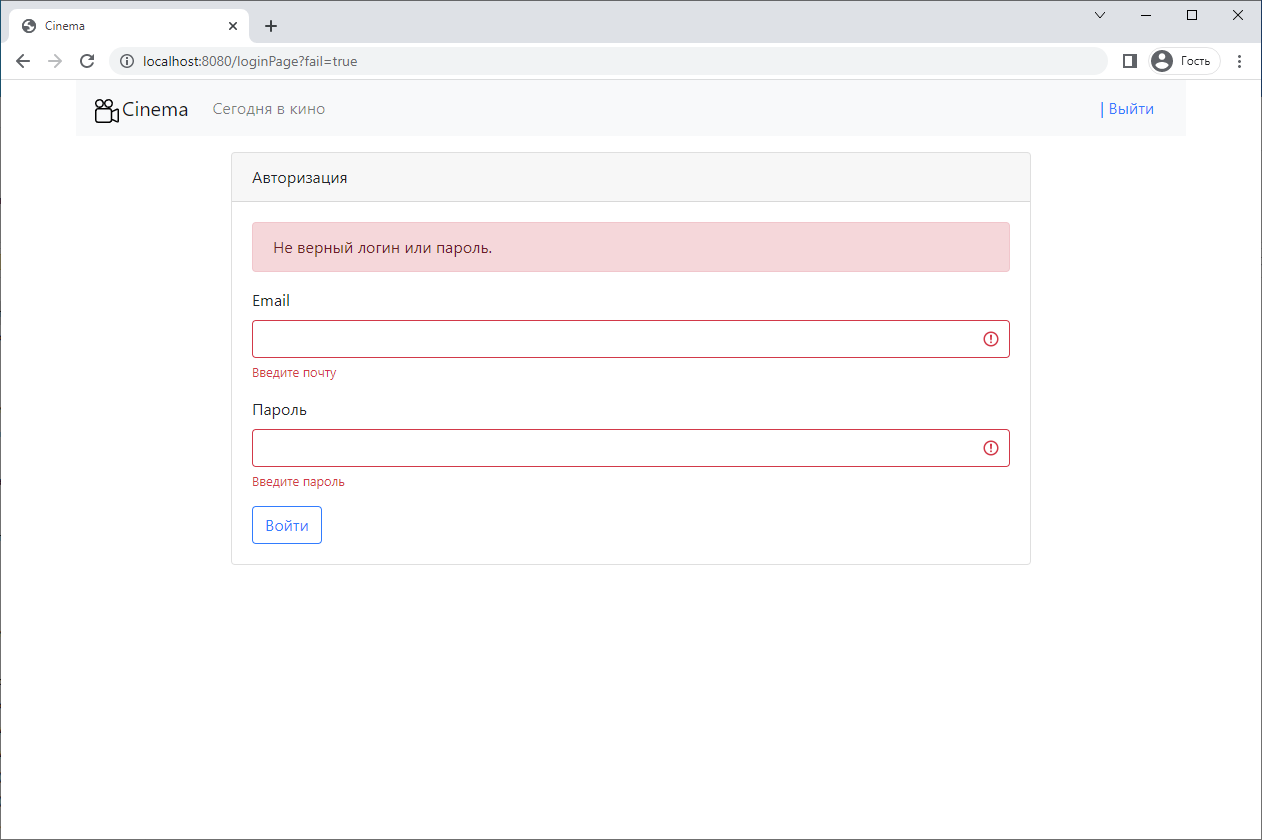 Cinema
localhost:8080/loginPage?fail=true
Гость
Cinema Сегодня в кино | Выйти
Авторизация
Не верный логин или пароль.
Email
Введите почту
Пароль
Введите пароль
Войти